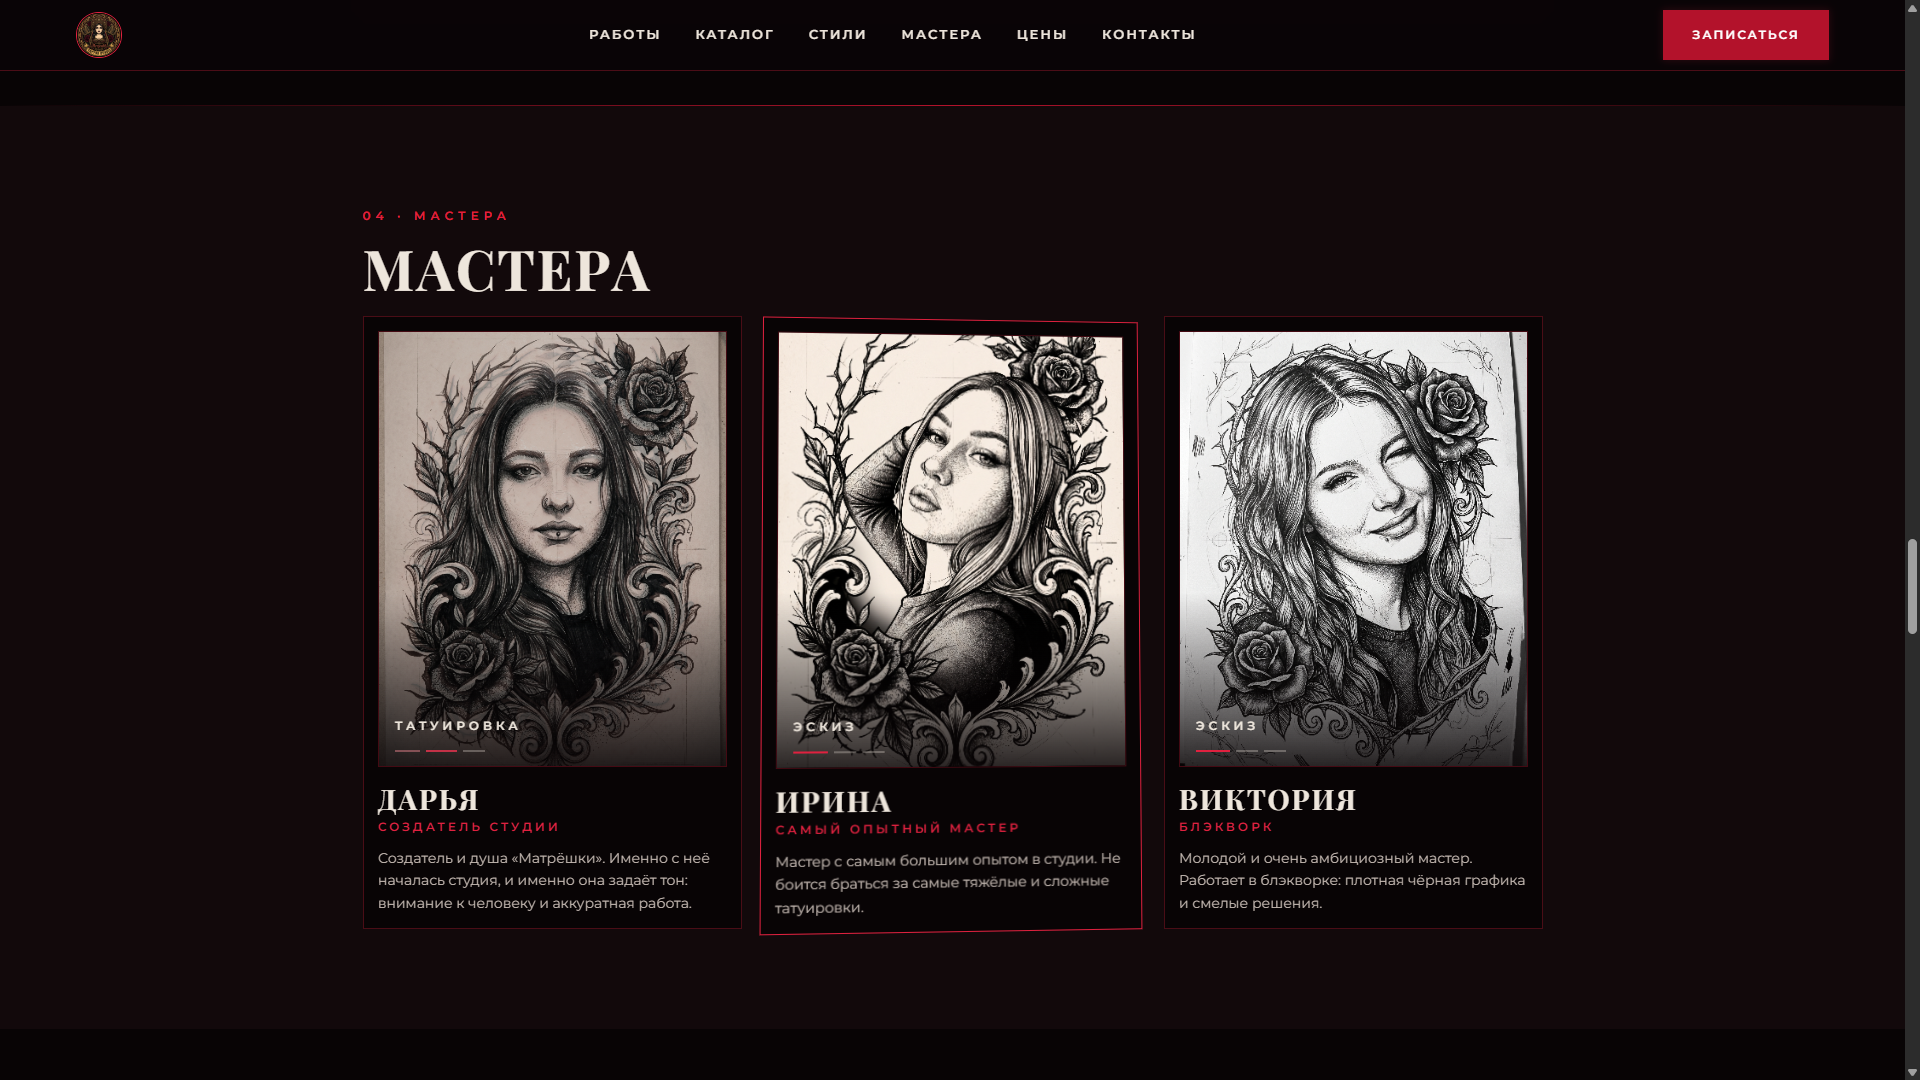 РАБОТЫ КАТАЛОГ СТИЛИ МАСТЕРА ЦЕНЫ КОНТАКТЫ
ЗАПИСАТЬСЯ
04 · МАСТЕРА
МАСТЕРА
ТАТУИРОВКА
ДАРЬЯ
СОЗДАТЕЛЬ СТУДИИ
Создатель и душа «Матрёшки». Именно с неё
началась студия, и именно она задаёт тон:
внимание к человеку и аккуратная работа.
ЭСКИЗ
ИРИНА
САМЫЙ ОПЫТНЫЙ МАСТЕР
Мастер с самым большим опытом в студии. Не
боится браться за самые тяжёлые и сложные
татуировки.
ЭСКИЗ
ВИКТОРИЯ
БЛЭКВОРК
Молодой и очень амбициозный мастер.
Работает в блэкворке: плотная чёрная графика
и смелые решения.